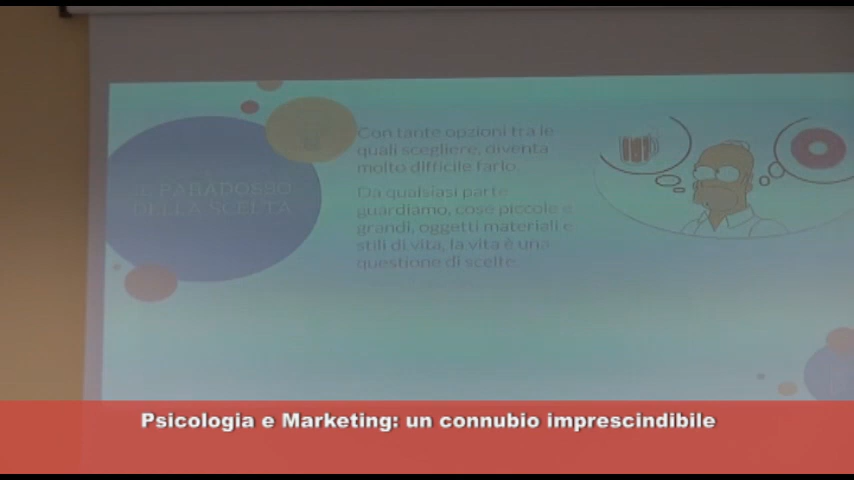 IL PARADOSSO
DELLA SCELTA
Con tante opzioni tra le
quali scegliere, diventa
molto difficile farlo.
Da qualsiasi parte
guardiamo, cose piccole e
grandi, oggetti materiali e
stili di vita, la vita è una
questione di scelte.
Psicologia e Marketing: un connubio imprescindibile